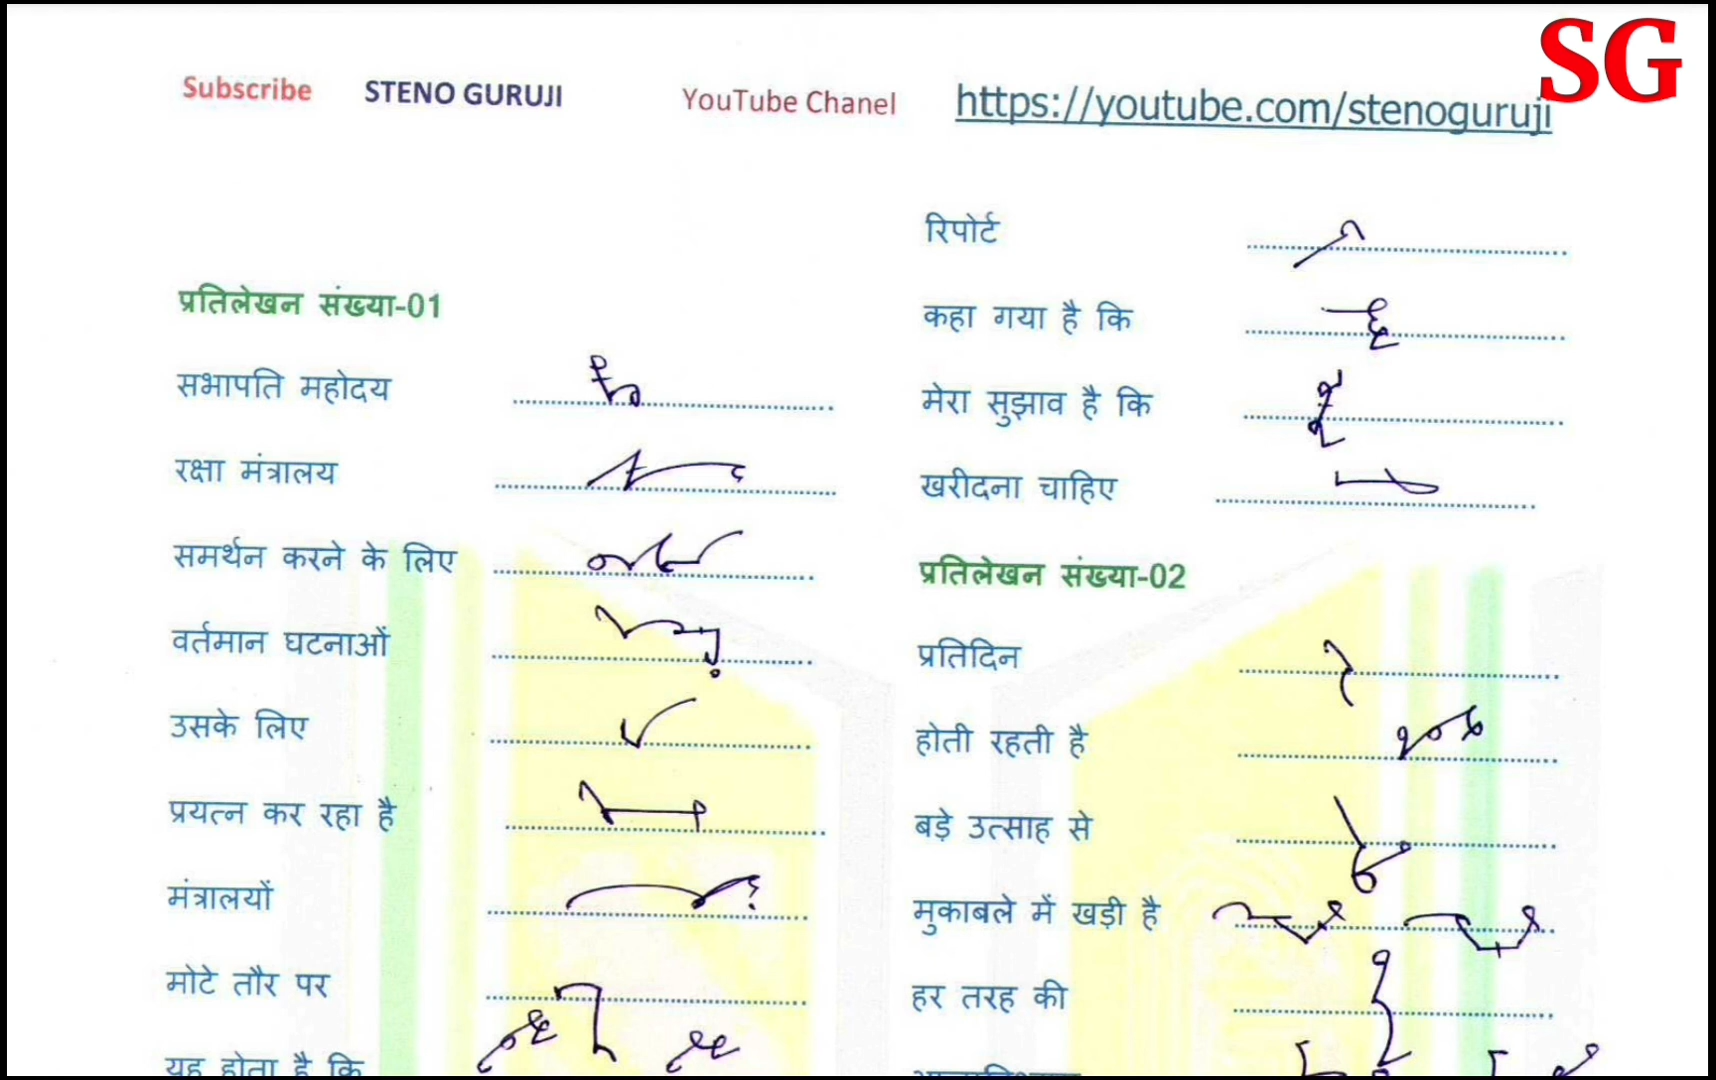 SG
Subscribe STENO GURUJI YouTube Chanel https://youtube.com/stenoguruji
प्रतिलेखन संख्या-01
सभापति महोदय
रक्षा मंत्रालय
समर्थन करने के लिए
वर्तमान घटनाओं
उसके लिए
प्रयत्न कर रहा है
मंत्रालयों
मोटे तौर पर
यह होता है कि
रिपोर्ट
कहा गया है कि
मेरा सुझाव है कि
खरीदना चाहिए
प्रतिलेखन संख्या-02
प्रतिदिन
होती रहती है
बड़े उत्साह से
मुकाबले में खड़ी है
हर तरह की